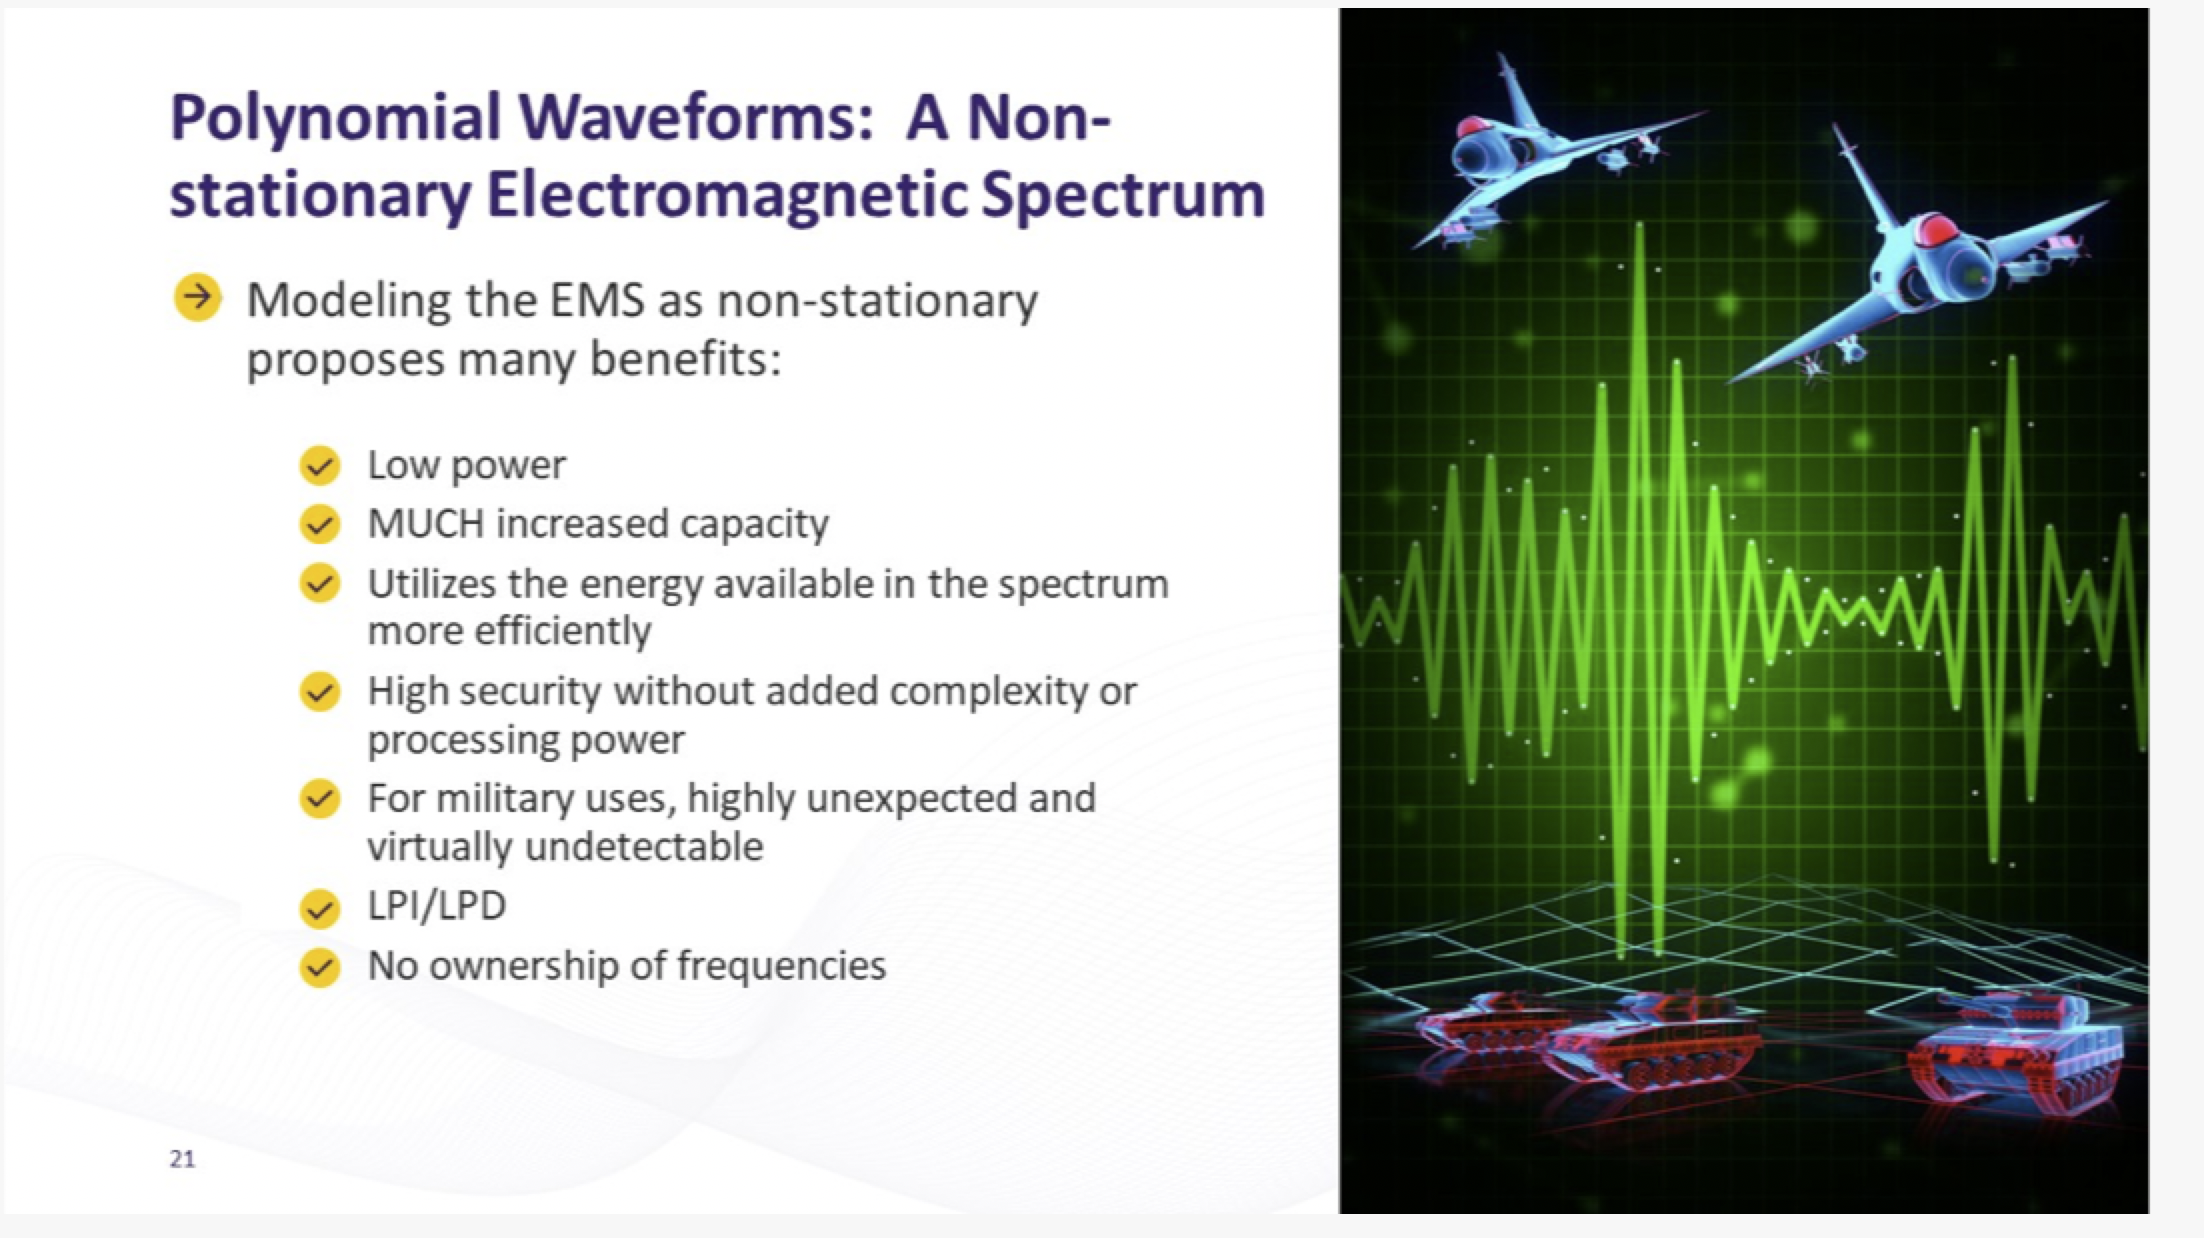 Polynomial Waveforms:  A Non-
stationary Electromagnetic Spectrum
Modeling the EMS as non-stationary
proposes many benefits:
Low power
MUCH increased capacity
Utilizes the energy available in the spectrum
more efficiently
High security without added complexity or
processing power
For military uses, highly unexpected and
virtually undetectable
LPI/LPD
No ownership of frequencies
21